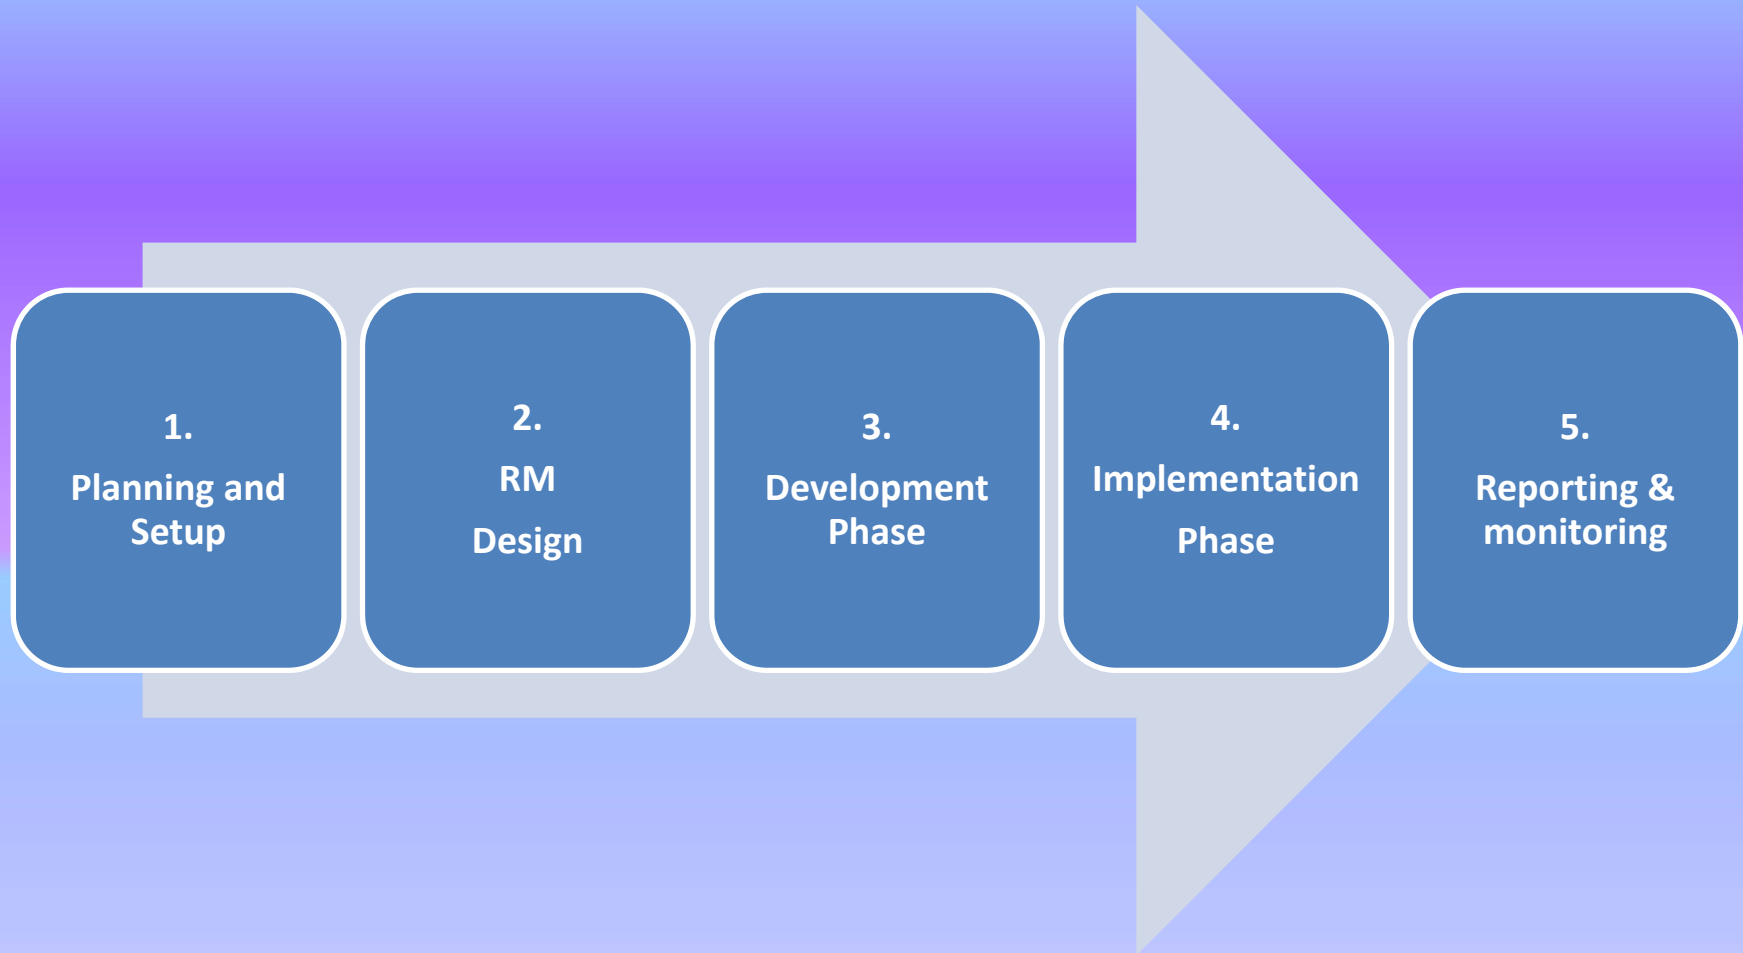 1.
Planning and
Setup
2.
RM
Design
3.
Development
Phase
4.
Implementation
Phase
5.
Reporting &
monitoring